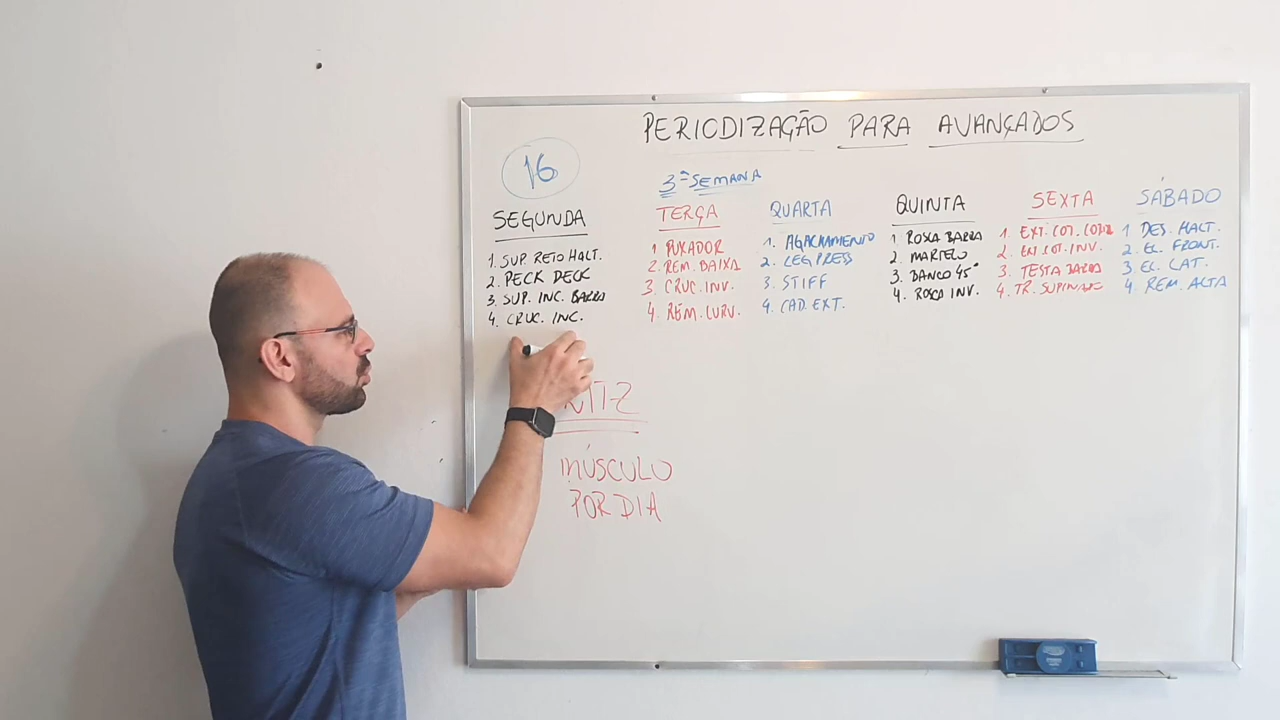 PERIODIZAÇÃO PARA AVANÇADOS
16
3ª SEMANA
SEGUNDA
1. SUP. RETO HALT.
2. PECK DECK
3. SUP. INC. BARRA
4. CRUC. INC.
TERÇA
1. PUXADOR
2. REM. BAIXA
3. CRUC. INV.
4. REM. CURV.
QUARTA
1. AGACHAMENTO
2. LEG PRESS
3. STIFF
4. CAD. EXT.
QUINTA
1. ROSCA BARRA
2. MARTELO
3. BANCO 45°
4. ROSCA INV.
SEXTA
1. EXT. COT. CORDA
2. EXT. COT. INV.
3. TESTA BARRA
4. TR. SUPINADO
SÁBADO
1 DES. HALT.
2. EL. FRONT.
3. EL. LAT.
4. REM. ALTA
MÚSCULO
POR DIA